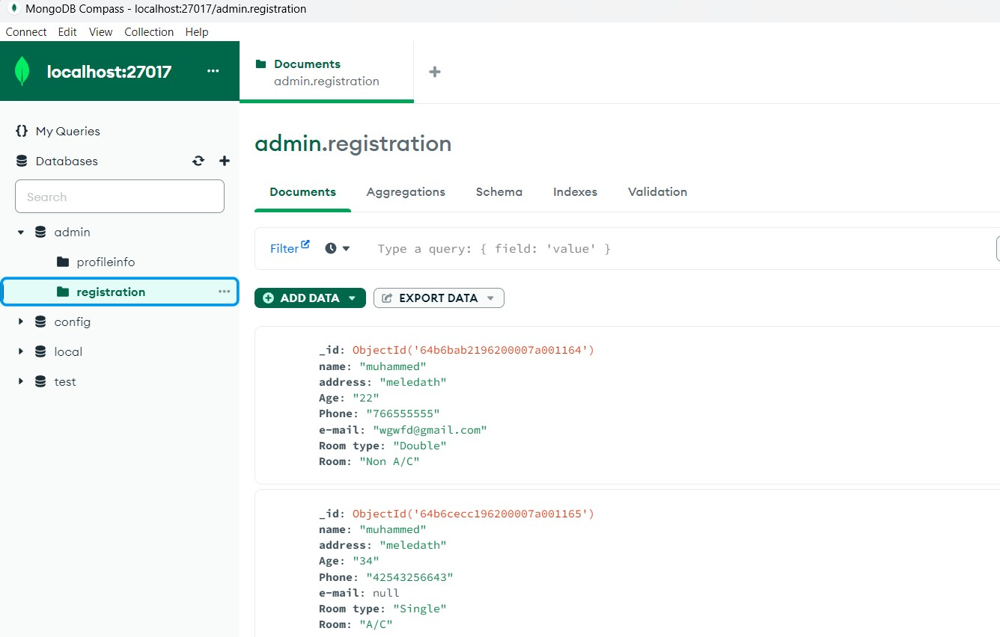 MongoDB Compass - localhost:27017/admin.registration
Connect Edit View Collection Help
localhost:27017 ...
Documents
admin.registration
+
{} My Queries
Databases
Search
admin
profileinfo
registration ...
config
local
test
admin.registration
Documents Aggregations Schema Indexes Validation
Filter Type a query: { field: 'value' }
ADD DATA EXPORT DATA
_id: ObjectId('64b6bab2196200007a001164')
name: "muhammed"
address: "meledath"
Age: "22"
Phone: "766555555"
e-mail: "wgwfd@gmail.com"
Room type: "Double"
Room: "Non A/C"
_id: ObjectId('64b6cecc196200007a001165')
name: "muhammed"
address: "meledath"
Age: "34"
Phone: "42543256643"
e-mail: null
Room type: "Single"
Room: "A/C"